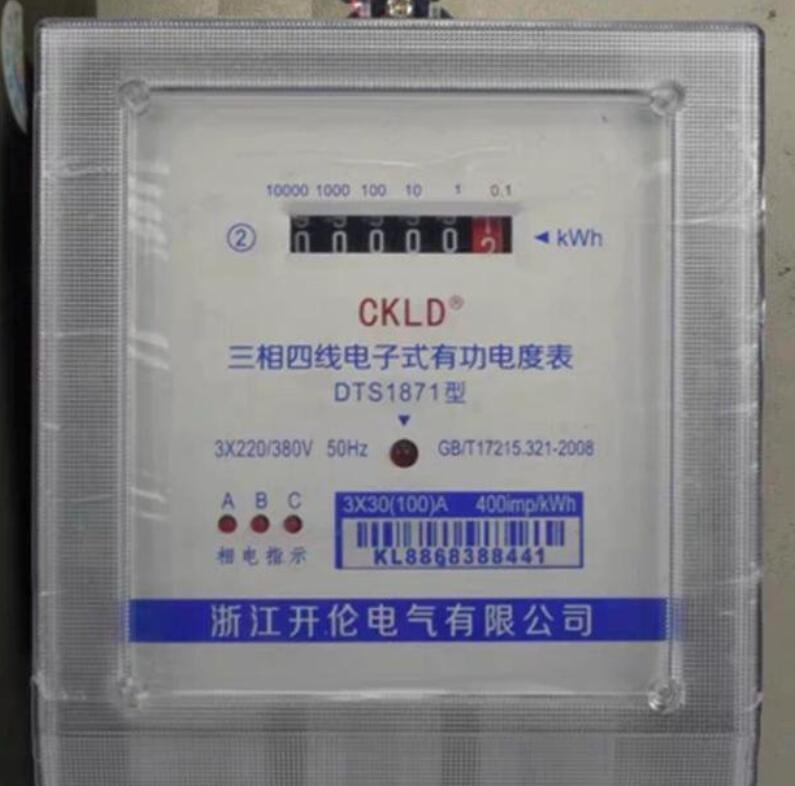 10000 1000 100 10 1 0.1
② 00000 2 ◄ kWh
CKLD®
三相四线电子式有功电度表
DTS1871型
3X220/380V 50Hz GB/T17215.321-2008
A B C
相电指示
3X30(100)A 400imp/kWh
KL8868388441
浙江开伦电气有限公司